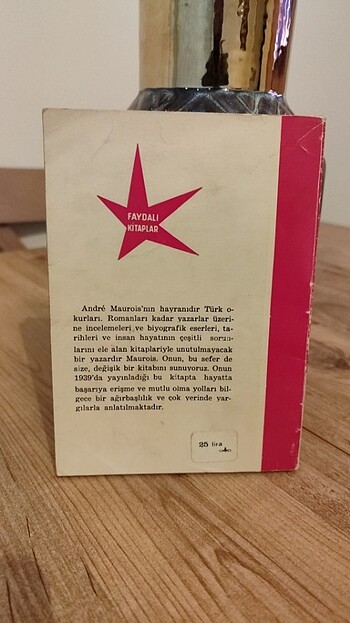 FAYDALI
KİTAPLAR
André Maurois'nın hayranıdır Türk o-
kurları. Romanları kadar yazarlar üzeri-
ne incelemeleri ve biyografik eserleri, ta-
rihleri ve insan hayatının çeşitli sorun-
larını ele alan kitaplariyle unutulmayacak
bir yazardır Maurois. Onun, bu sefer de
size, değişik bir kitabını sunuyoruz. Onun
1939'da yayınladığı bu kitapta hayatta
başarıya erişme ve mutlu olma yolları bil-
gece bir ağırbaşlılık ve çok yerinde yar-
gılarla anlatılmaktadır.
25 lira